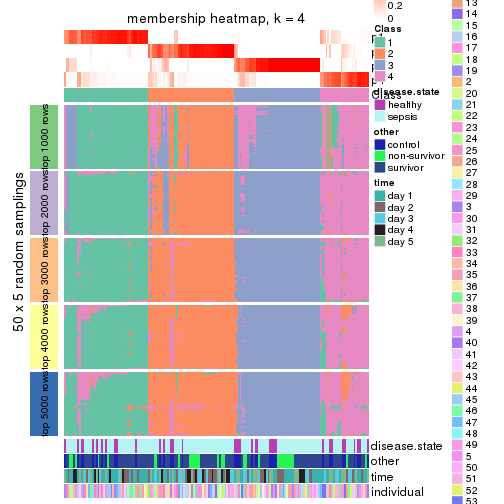 membership heatmap, k = 4
50 x 5 random samplings
top 1000 rows
top 2000 rows
top 3000 rows
top 4000 rows
top 5000 rows
Class
disease.state
other
time
individual
0.2
0
Class
1
2
3
4
disease.state
healthy
sepsis
other
control
non-survivor
survivor
time
day 1
day 2
day 3
day 4
day 5
13
14
15
16
17
18
19
2
20
21
22
23
24
25
26
27
28
29
3
30
31
32
33
34
35
36
37
38
39
4
40
41
42
43
44
45
46
47
48
49
5
50
51
52